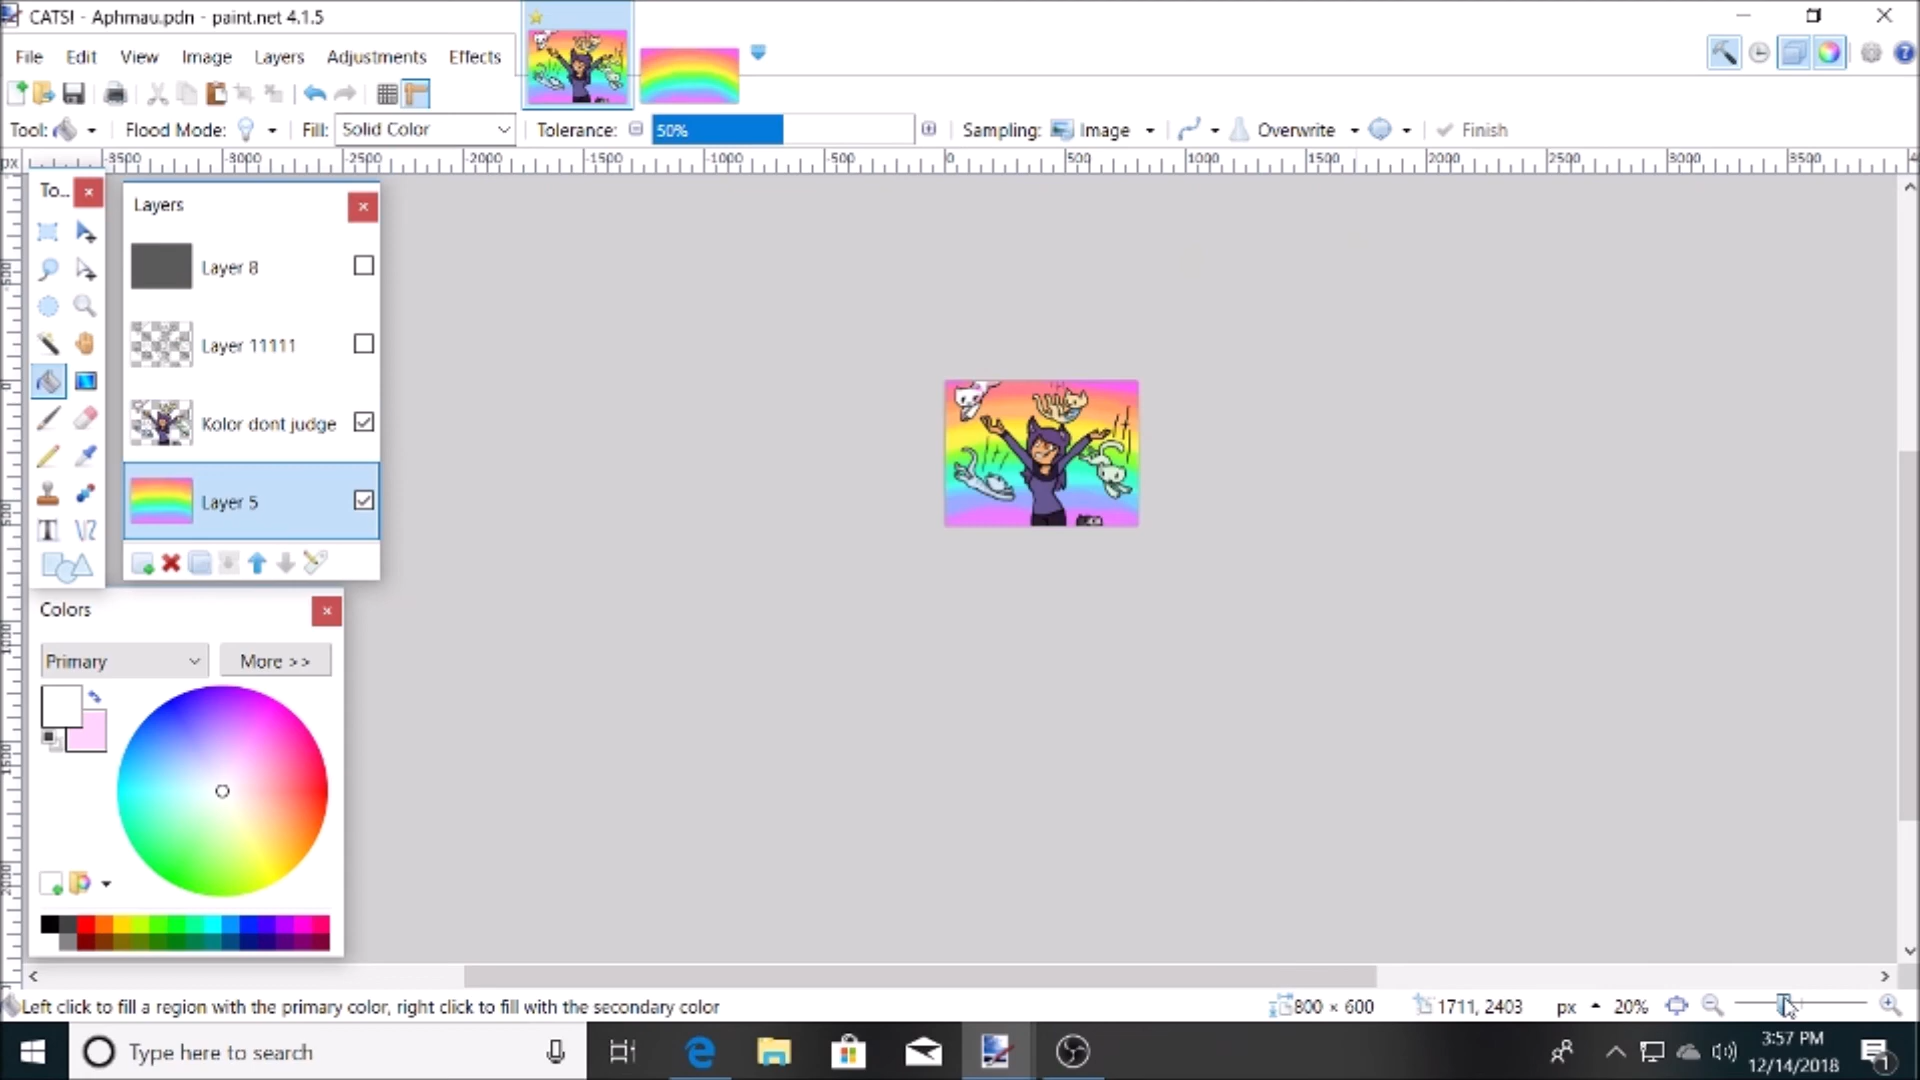 CATS! - Aphmau.pdn - paint.net 4.1.5
File Edit View Image Layers Adjustments Effects
Tool: Flood Mode: Fill: Solid Color Tolerance: 50% Sampling: Image Overwrite Finish
px -3500 -3000 -2500 -2000 -1500 -1000 -500 0 500 1000 1500 2000 2500 3000 3500
To...
Layers
Layer 8
Layer 11111
Kolor dont judge
Layer 5
Colors
Primary More >>
Left click to fill a region with the primary color, right click to fill with the secondary color 800 × 600 1711, 2403 px 20%
Type here to search
3:57 PM
12/14/2018
1